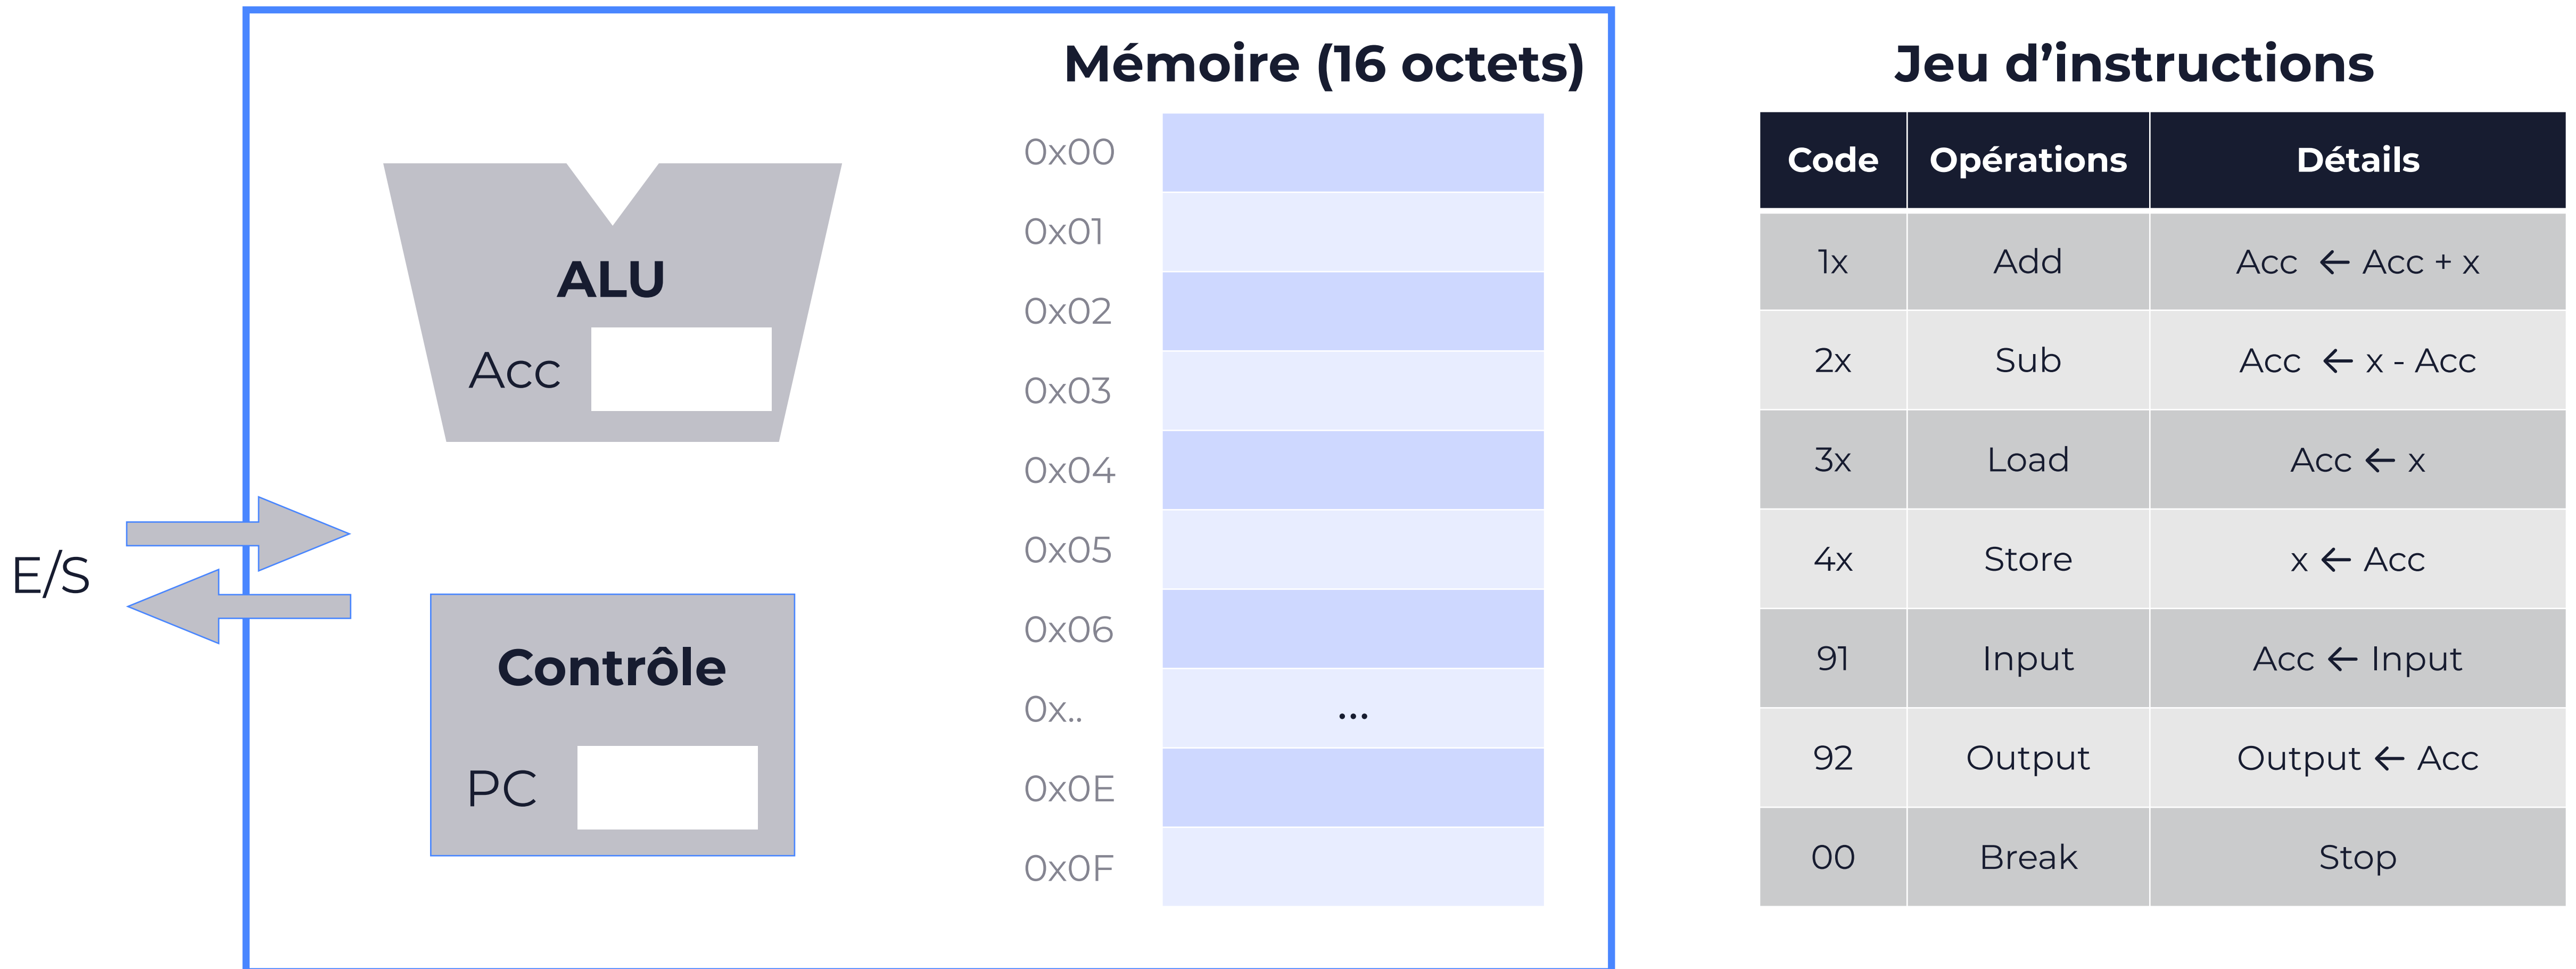 Mémoire (16 octets)
0x00
0x01
0x02
0x03
0x04
0x05
0x06
0x..
...
0x0E
0x0F
ALU
Acc
E/S
Contrôle
PC
Jeu d’instructions
Code Opérations Détails
1x Add Acc ← Acc + x
2x Sub Acc ← x - Acc
3x Load Acc ← x
4x Store x ← Acc
91 Input Acc ← Input
92 Output Output ← Acc
00 Break Stop